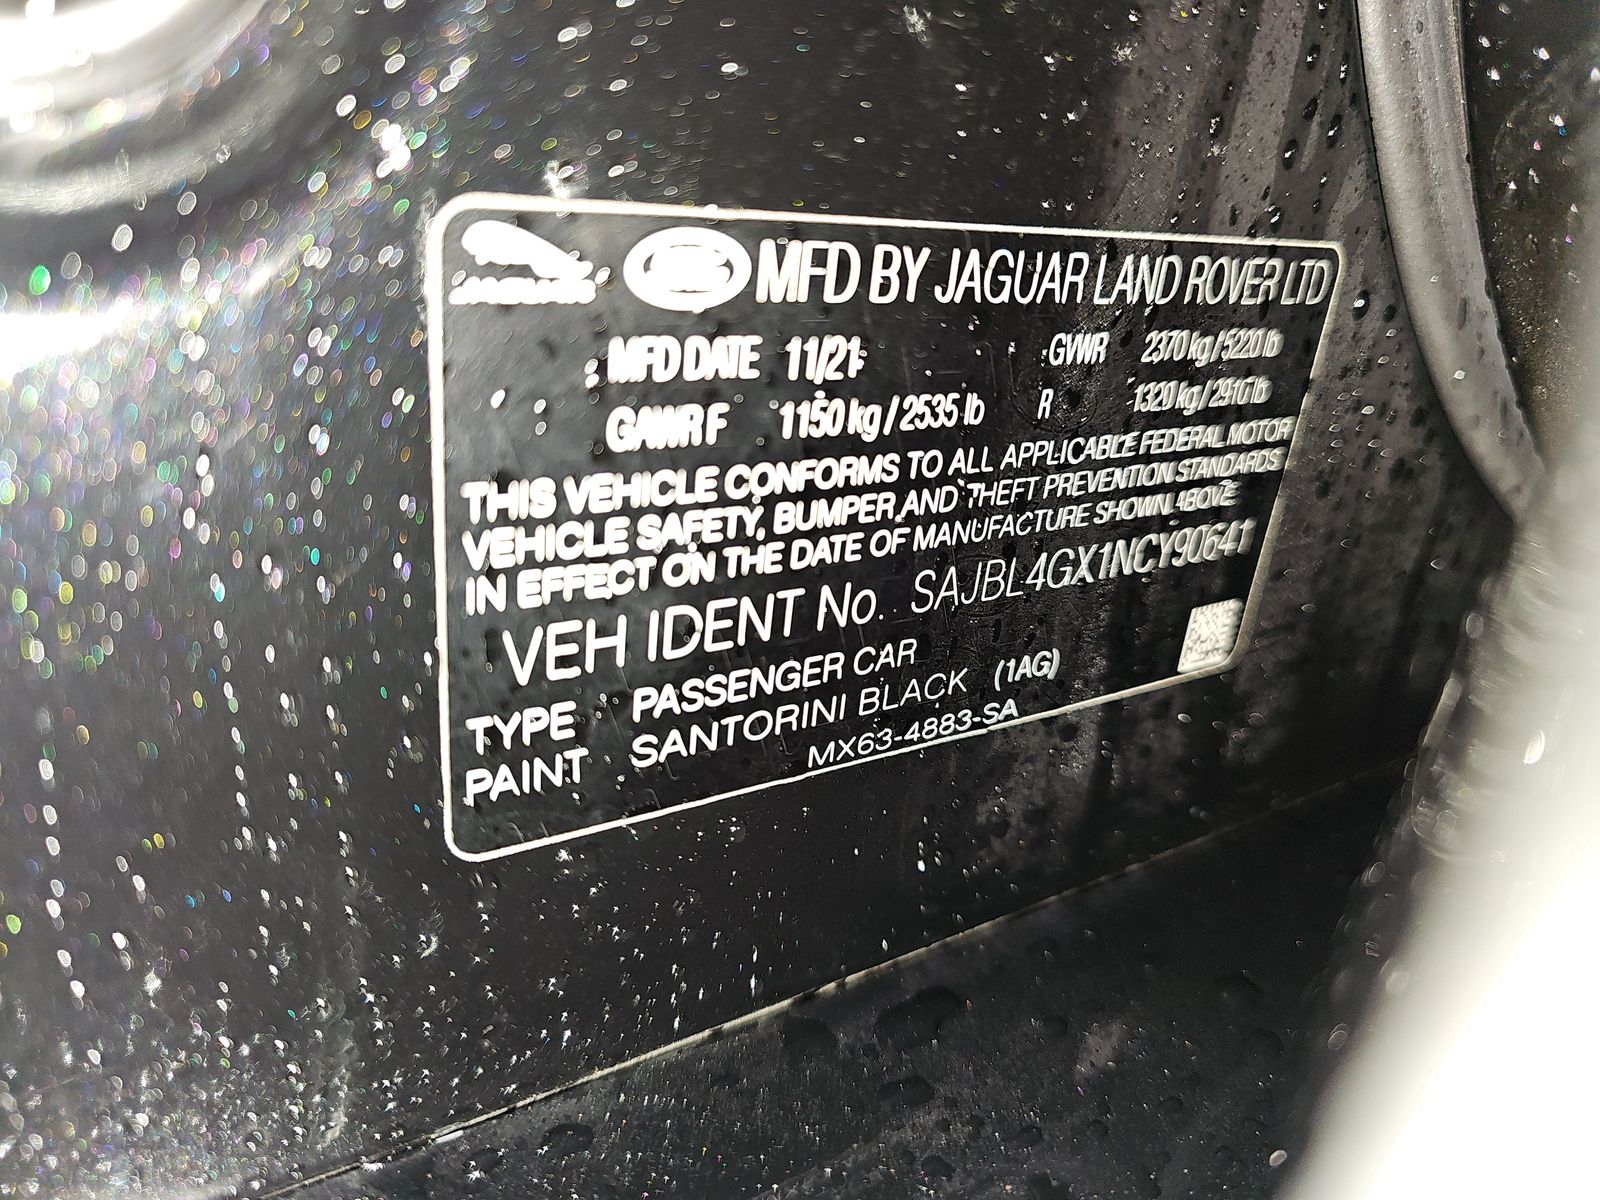 JAGUAR MFD BY JAGUAR LAND ROVER LTD
MFD DATE 11/21 GVWR 2370 kg / 5220 lb
GAWR F 1150 kg / 2535 lb R 1320 kg / 2910 lb
THIS VEHICLE CONFORMS TO ALL APPLICABLE FEDERAL MOTOR
VEHICLE SAFETY, BUMPER, AND THEFT PREVENTION STANDARDS
IN EFFECT ON THE DATE OF MANUFACTURE SHOWN ABOVE
VEH IDENT No. SAJBL4GX1NCY90641
TYPE PASSENGER CAR
PAINT SANTORINI BLACK (1AG)
MX63-4883-SA